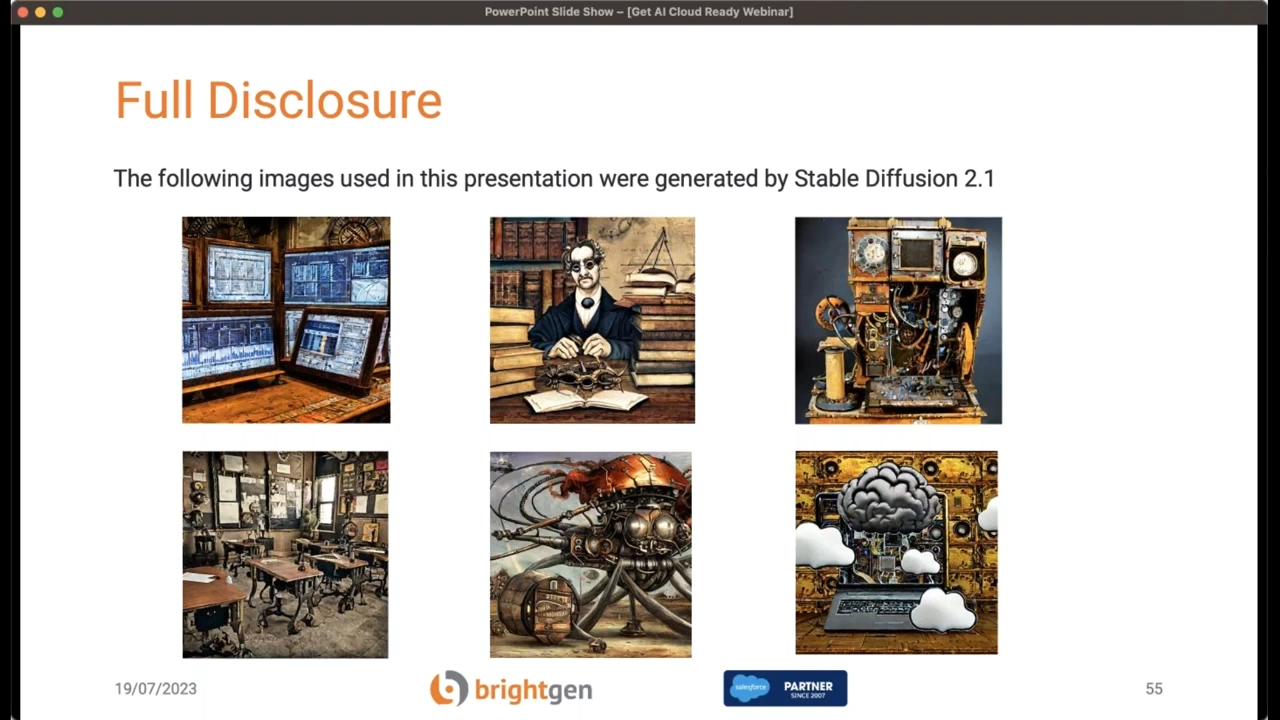 PowerPoint Slide Show – [Get AI Cloud Ready Webinar]
Full Disclosure
The following images used in this presentation were generated by Stable Diffusion 2.1
19/07/2023
brightgen
salesforce
PARTNER
SINCE 2007
55